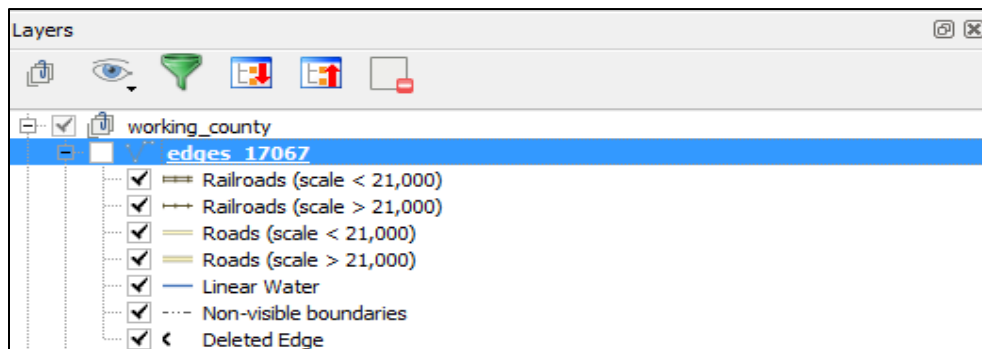 Layers
working_county
edges_17067
Railroads (scale < 21,000)
Railroads (scale > 21,000)
Roads (scale < 21,000)
Roads (scale > 21,000)
Linear Water
Non-visible boundaries
Deleted Edge